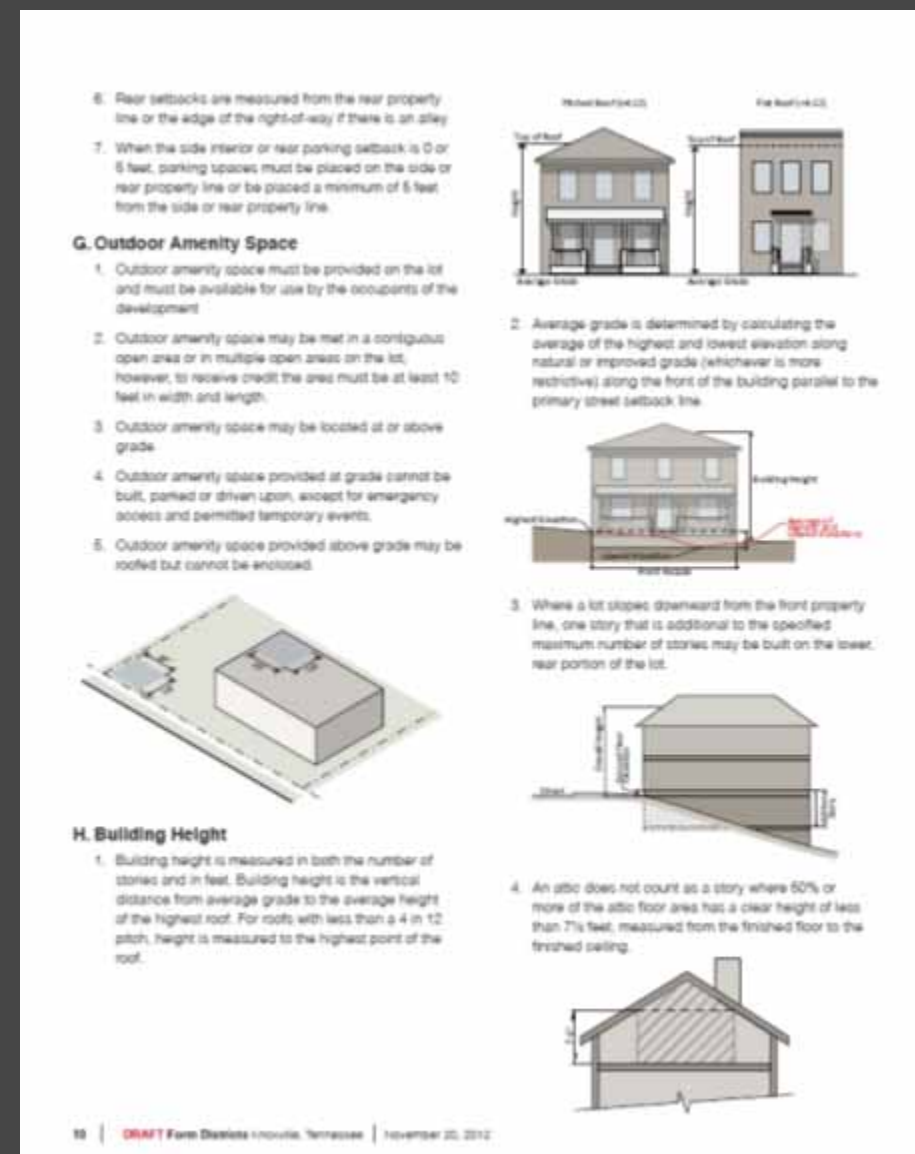 6. Rear setbacks are measured from the rear property
line or the edge of the right-of-way if there is an alley.
7. When the side interior or rear parking setback is 0 or
5 feet, parking spaces must be placed on the side or
rear property line or be placed a minimum of 5 feet
from the side or rear property line.
G. Outdoor Amenity Space
1. Outdoor amenity space must be provided on the lot
and must be available for use by the occupants of the
development
2. Outdoor amenity space may be met in a contiguous
open area or in multiple open areas on the lot;
however, to receive credit the area must be at least 10
feet in width and length.
3. Outdoor amenity space may be located at or above
grade.
4. Outdoor amenity space provided at grade cannot be
built, parked or driven upon, except for emergency
access and permitted temporary events.
5. Outdoor amenity space provided above grade may be
roofed but cannot be enclosed.
H. Building Height
1. Building height is measured in both the number of
stories and in feet. Building height is the vertical
distance from average grade to the average height
of the highest roof. For roofs with less than a 4 in 12
pitch, height is measured to the highest point of the
roof.
Top of Roof
Height
Average Grade
Top of Roof
Height
Average Grade
2. Average grade is determined by calculating the
average of the highest and lowest elevation along
natural or improved grade (whichever is more
restrictive) along the front of the building parallel to the
primary street setback line.
Building Height
Highest Elevation
Lowest Elevation
Front Facade
3. Where a lot slopes downward from the front property
line, one story that is additional to the specified
maximum number of stories may be built on the lower,
rear portion of the lot.
Street
4. An attic does not count as a story where 50% or
more of the attic floor area has a clear height of less
than 7½ feet, measured from the finished floor to the
finished ceiling.
10 | DRAFT Form Districts Knoxville, Tennessee | November 20, 2012